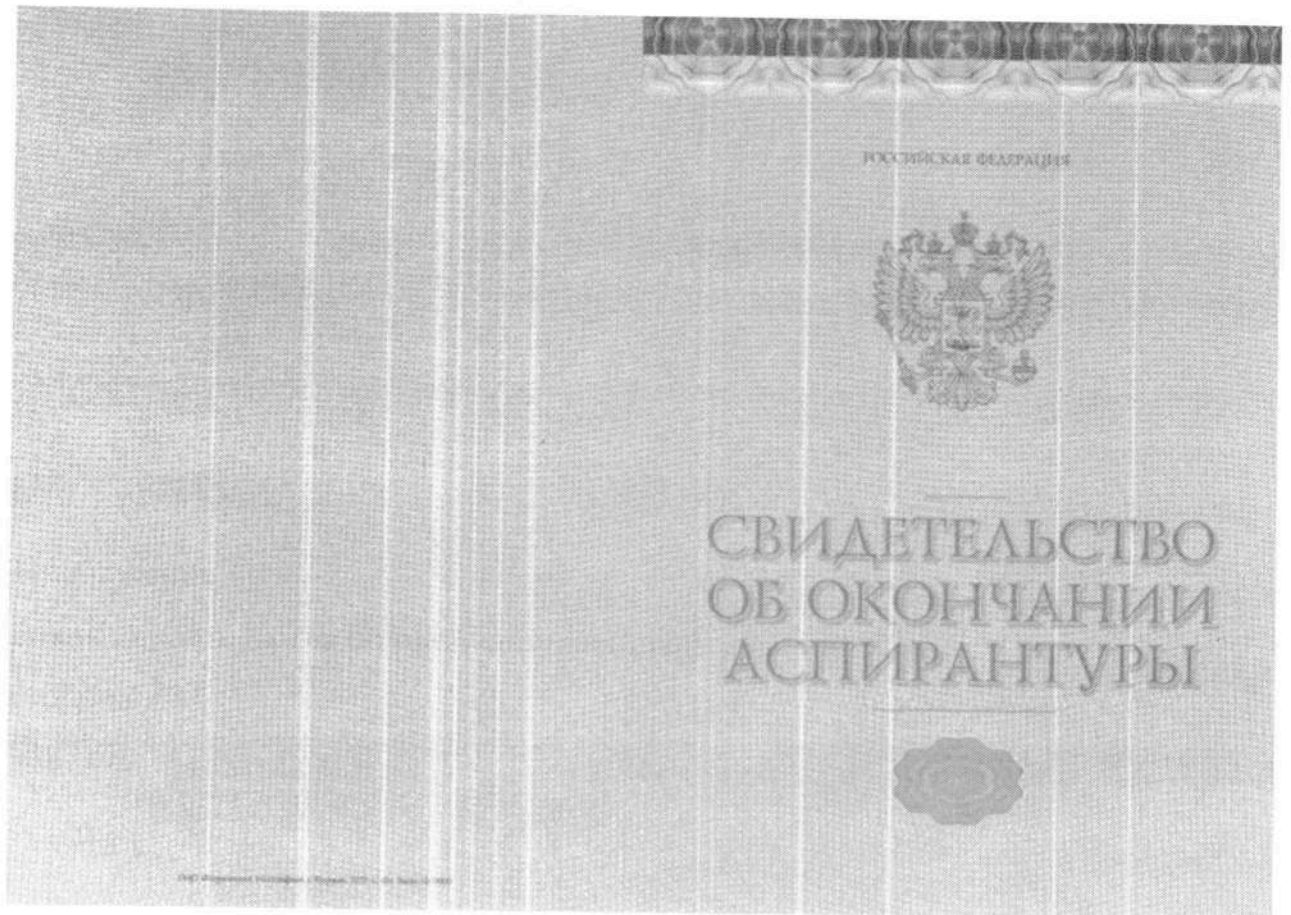 РОССИЙСКАЯ ФЕДЕРАЦИЯ
СВИДЕТЕЛЬСТВО
ОБ ОКОНЧАНИИ
АСПИРАНТУРЫ